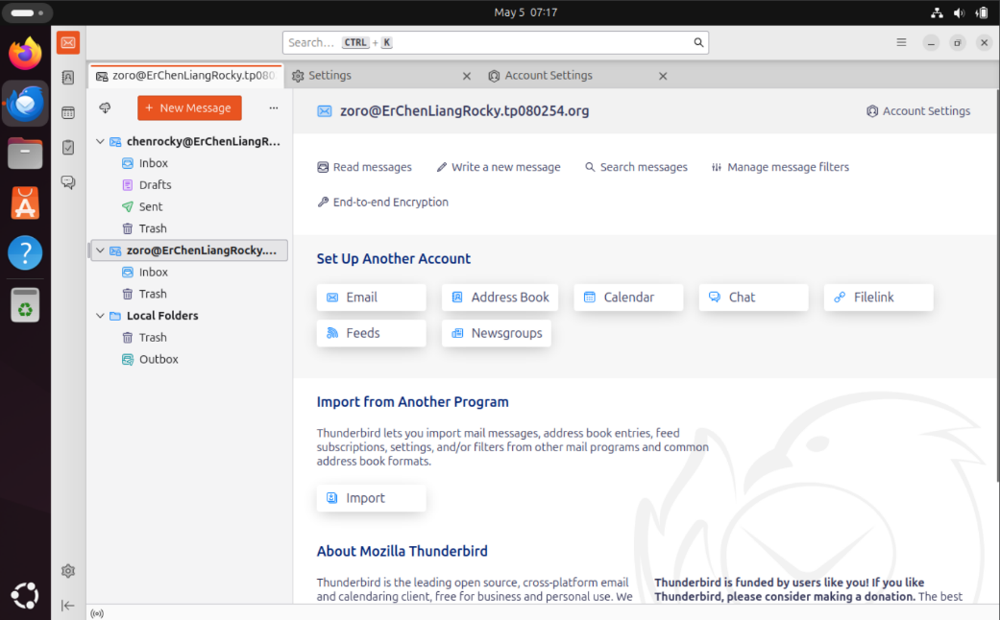 May 5 07:17
Search... CTRL + K
zoro@ErChenLiangRocky.tp080
Settings
Account Settings
+ New Message
zoro@ErChenLiangRocky.tp080254.org
Account Settings
chenrocky@ErChenLiangR...
Inbox
Drafts
Sent
Trash
zoro@ErChenLiangRocky....
Inbox
Trash
Local Folders
Trash
Outbox
Read messages
Write a new message
Search messages
Manage message filters
End-to-end Encryption
Set Up Another Account
Email
Address Book
Calendar
Chat
Filelink
Feeds
Newsgroups
Import from Another Program
Thunderbird lets you import mail messages, address book entries, feed
subscriptions, settings, and/or filters from other mail programs and common
address book formats.
Import
About Mozilla Thunderbird
Thunderbird is the leading open source, cross-platform email
and calendaring client, free for business and personal use. We
Thunderbird is funded by users like you! If you like
Thunderbird, please consider making a donation. The best